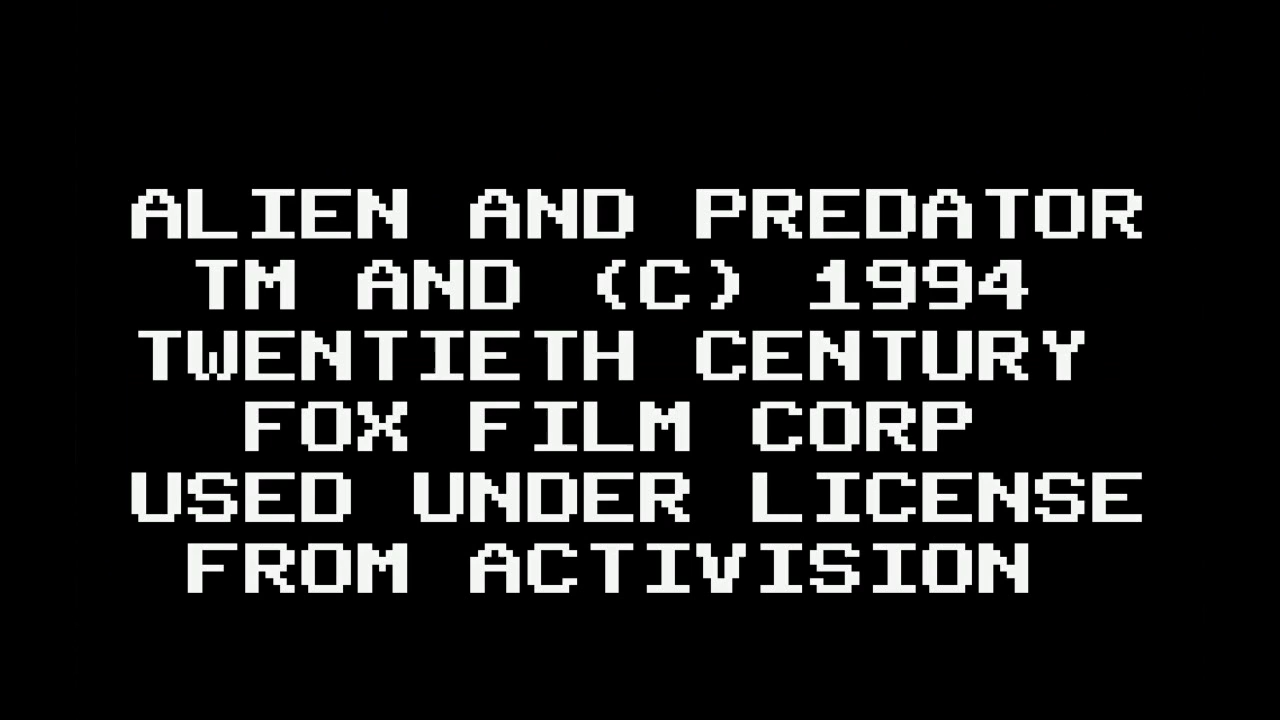 ALIEN AND PREDATOR
TM AND (C) 1994
TWENTIETH CENTURY
FOX FILM CORP
USED UNDER LICENSE
FROM ACTIVISION